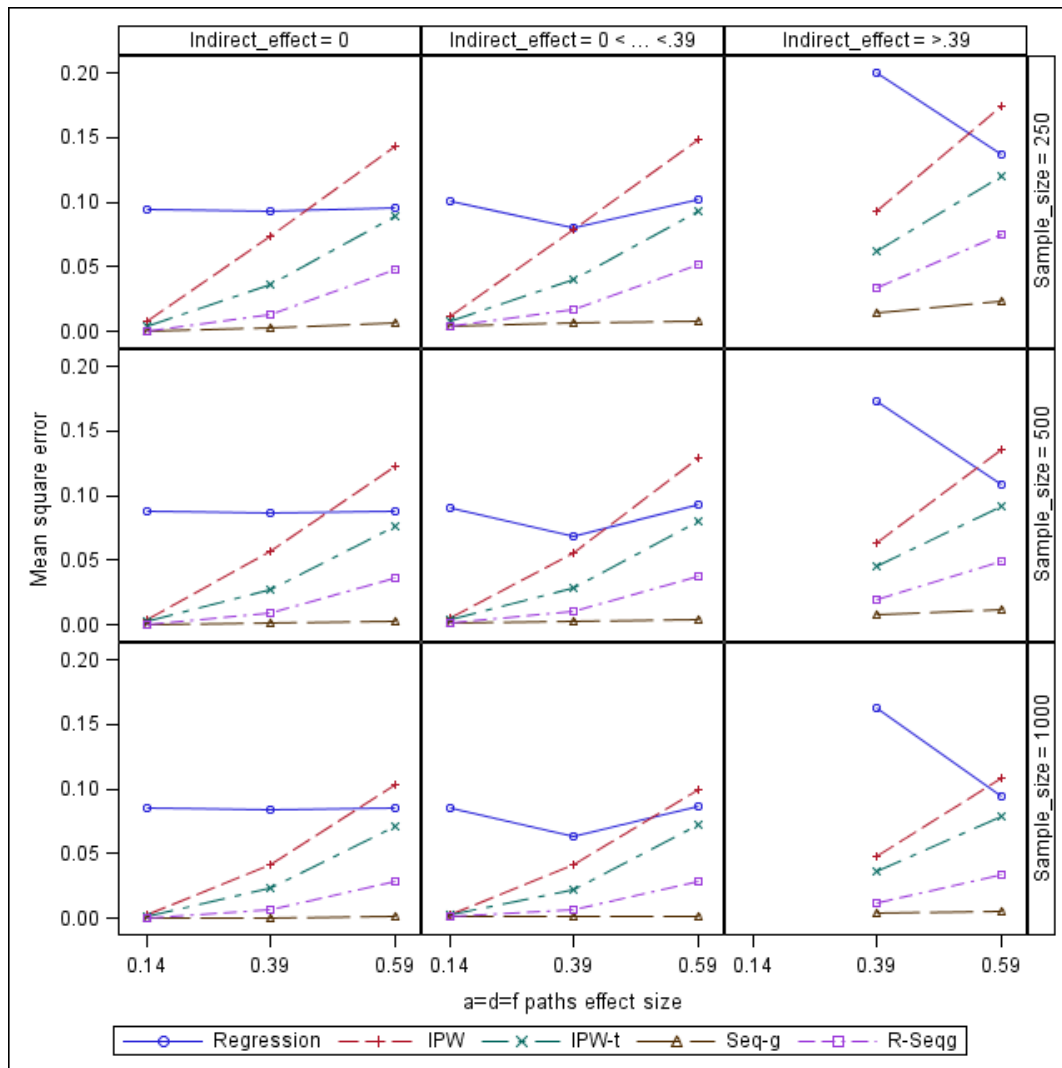 Indirect_effect = 0
Indirect_effect = 0 < ... <.39
Indirect_effect = >.39
0.20
0.15
0.10
0.05
0.00
Sample_size = 250
0.20
0.15
0.10
0.05
0.00
Sample_size = 500
0.20
0.15
0.10
0.05
0.00
Sample_size = 1000
Mean square error
0.14 0.39 0.59
0.14 0.39 0.59
0.14 0.39 0.59
a=d=f paths effect size
Regression IPW IPW-t Seq-g R-Seqg